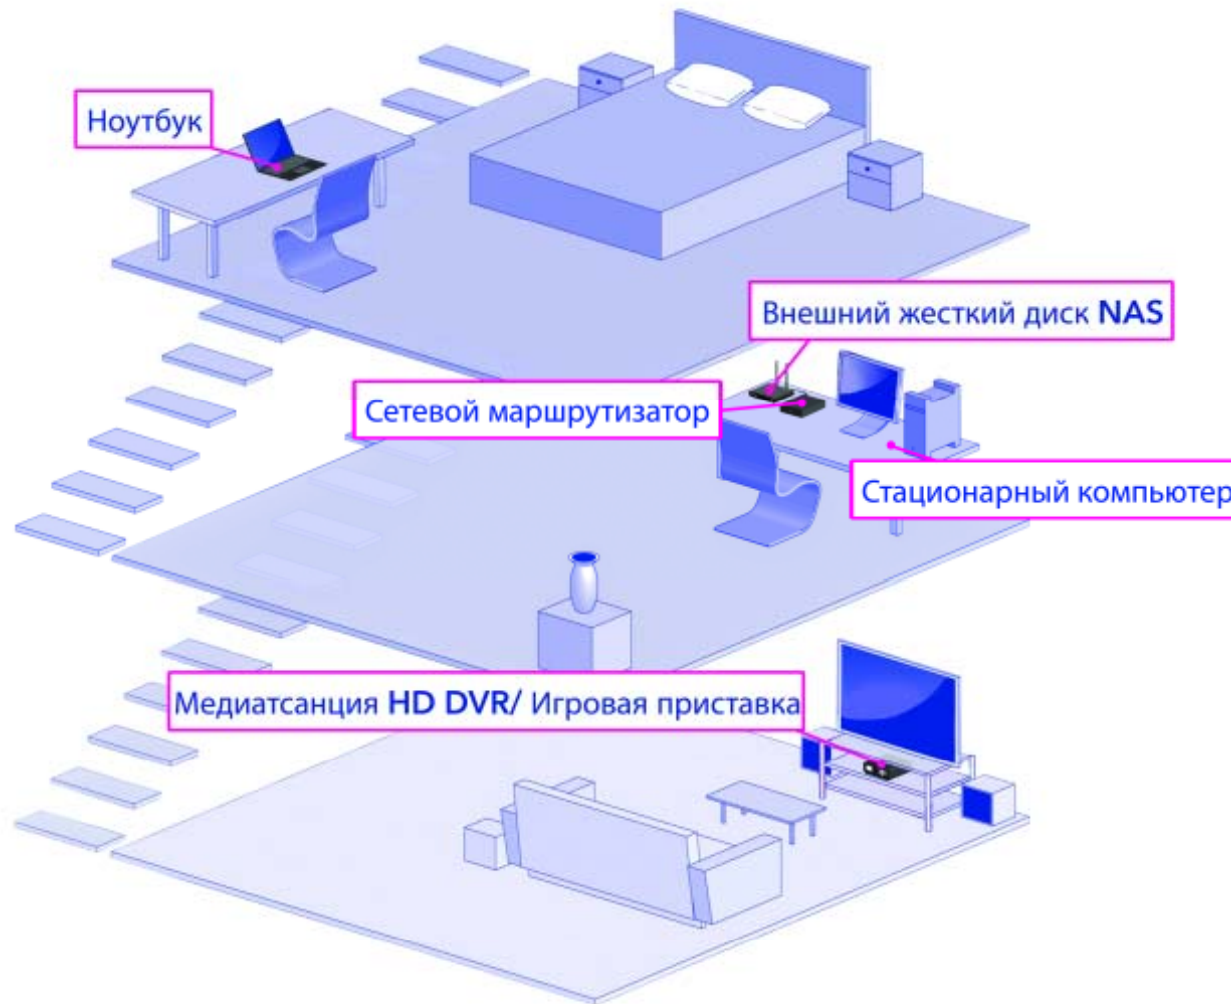 Ноутбук
Внешний жесткий диск NAS
Сетевой маршрутизатор
Стационарный компьютер
Медиатсанция HD DVR/ Игровая приставка